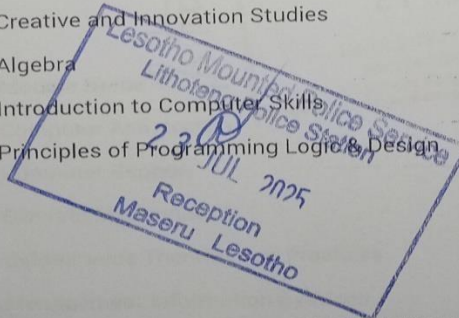 Creative and Innovation Studies
Algebra
Introduction to Computer Skills
Principles of Programming Logic & Design
Lesotho Mounted Police Service
Lithoteng Police Station
JUL 2025
Reception
Maseru Lesotho